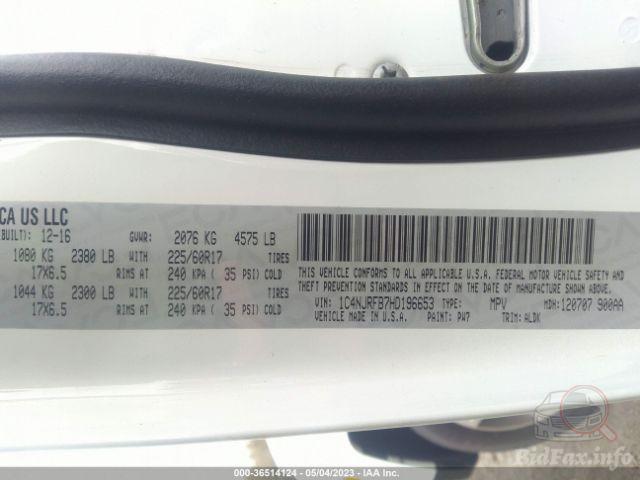 CA US LLC
BUILT): 12-16 GVWR: 2076 KG 4575 LB
1080 KG 2380 LB WITH 225/60R17 TIRES
17X6.5 RIMS AT 240 KPA ( 35 PSI) COLD
1044 KG 2300 LB WITH 225/60R17 TIRES
17X6.5 RIMS AT 240 KPA ( 35 PSI) COLD
THIS VEHICLE CONFORMS TO ALL APPLICABLE U.S.A. FEDERAL MOTOR VEHICLE SAFETY
AND THEFT PREVENTION STANDARDS IN EFFECT ON THE DATE OF MANUFACTURE SHOWN ABOVE.
VIN: 1C4NJRFB7HD196653 TYPE: MPV MDH: 120707 900AA
VEHICLE MADE IN U.S.A. PAINT: PW7 TRIM: ALDK
BidFax.info
000-36514124 - 05/04/2023 - IAA Inc.